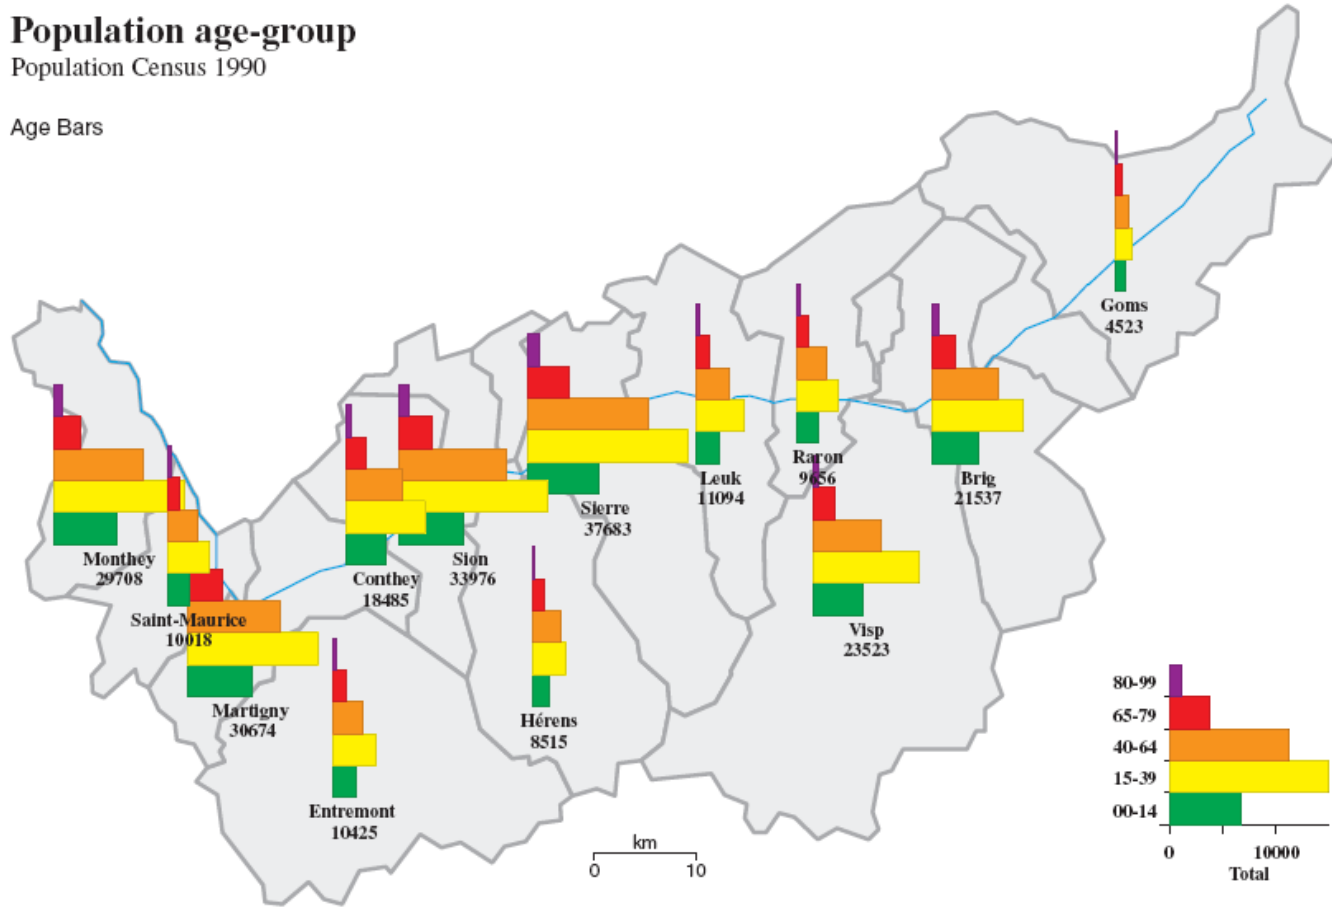 Population age-group
Population Census 1990
Age Bars
Goms
4523
Raron
9656
Leuk
11094
Brig
21537
Sierre
37683
Monthey
29708
Conthey
18485
Sion
33976
Saint-Maurice
10018
Visp
23523
Martigny
30674
Hérens
8515
Entremont
10425
km
0 10
80-99
65-79
40-64
15-39
00-14
0 10000
Total